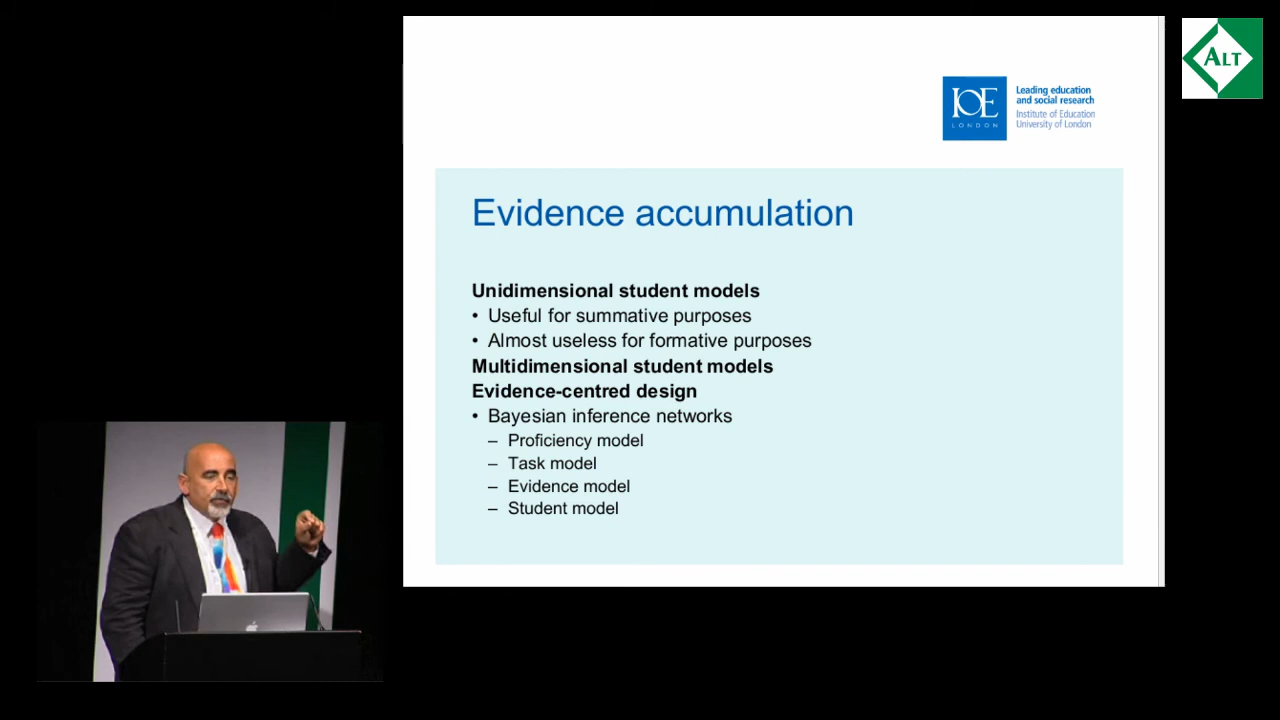 ALT
IOE
LONDON
Leading education
and social research
Institute of Education
University of London
Evidence accumulation
Unidimensional student models
• Useful for summative purposes
• Almost useless for formative purposes
Multidimensional student models
Evidence-centred design
• Bayesian inference networks
– Proficiency model
– Task model
– Evidence model
– Student model